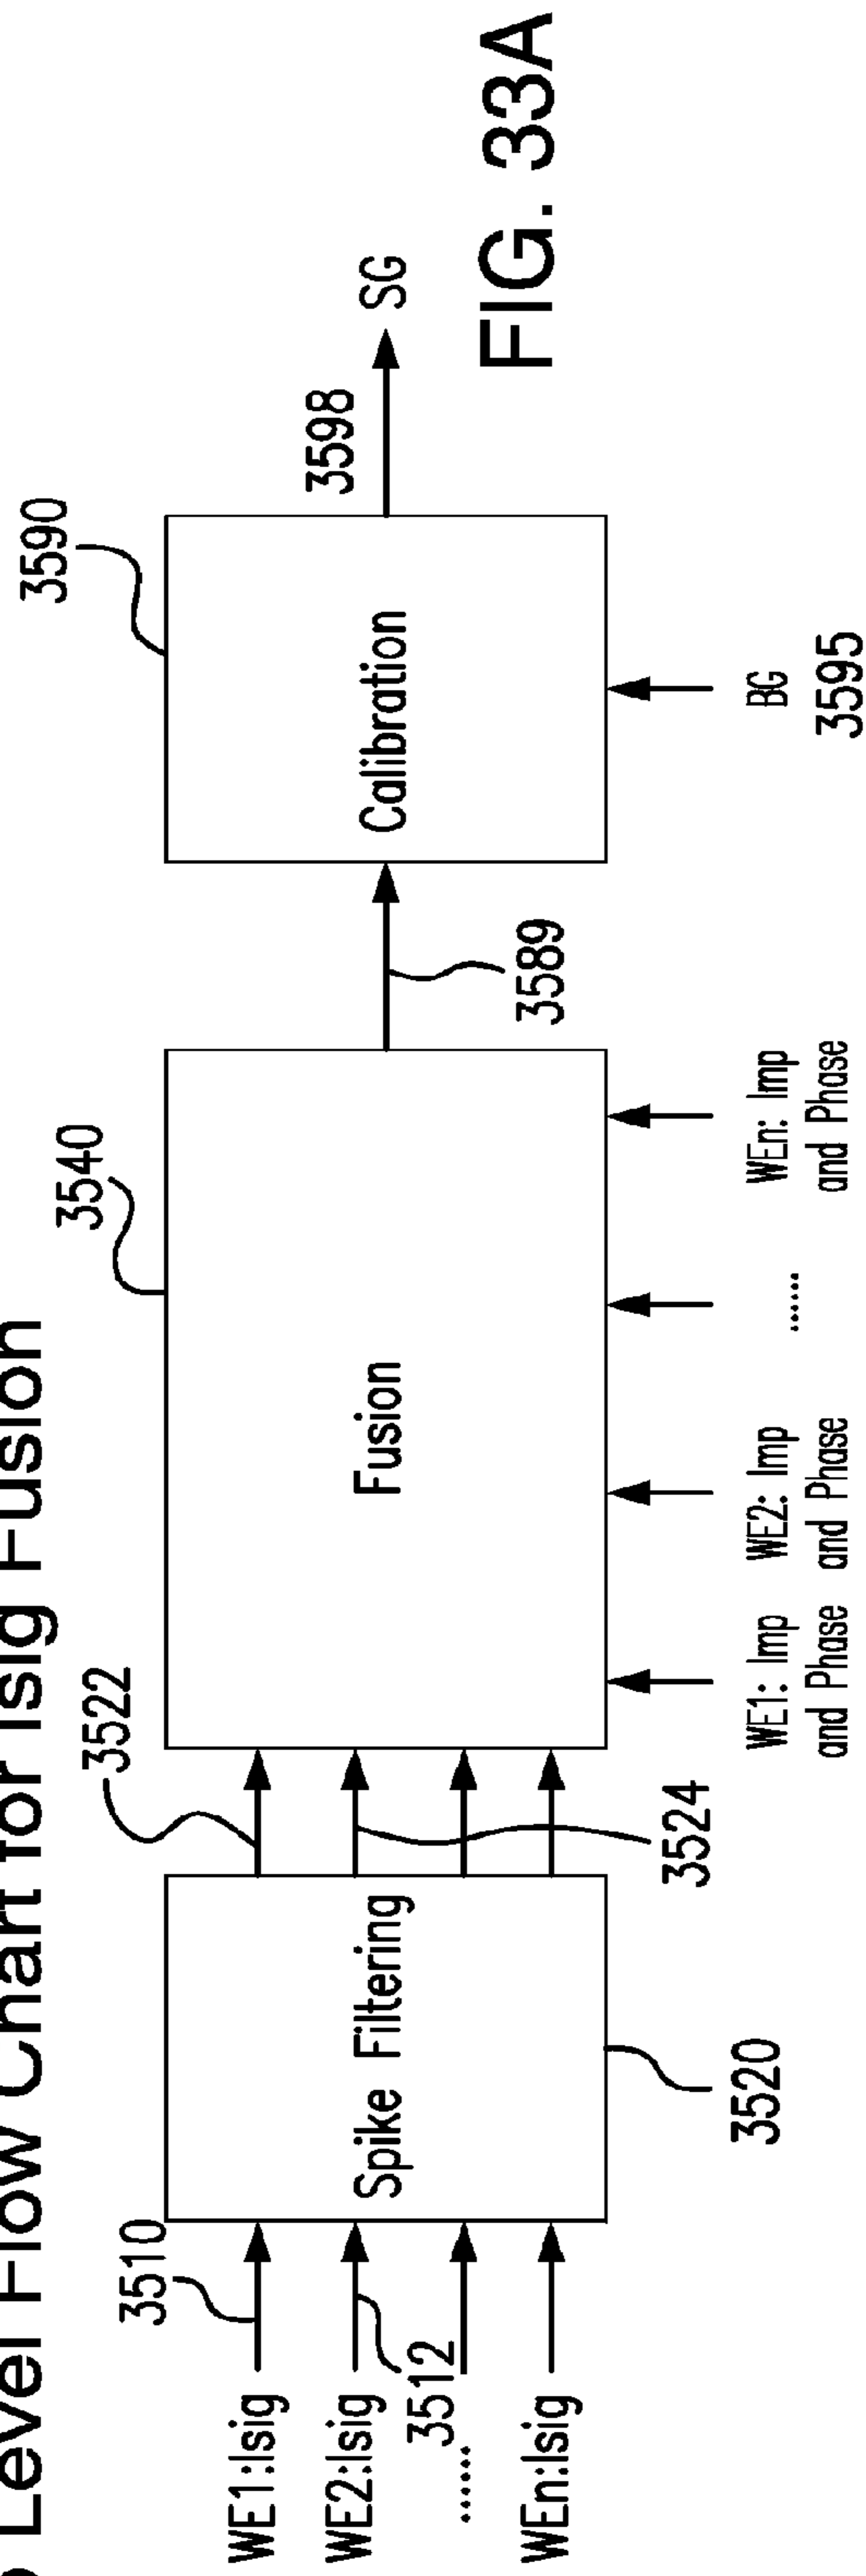 Level Flow Chart for Isig Fusion
3510
3522
3540
3590
WE1:Isig
WE2:Isig
3512
.......
WEn:Isig
Spike Filtering
3520
3524
Fusion
3589
Calibration
3598
SG
WE1: Imp
and Phase
WE2: Imp
and Phase
......
WEn: Imp
and Phase
BG
3595
FIG. 33A